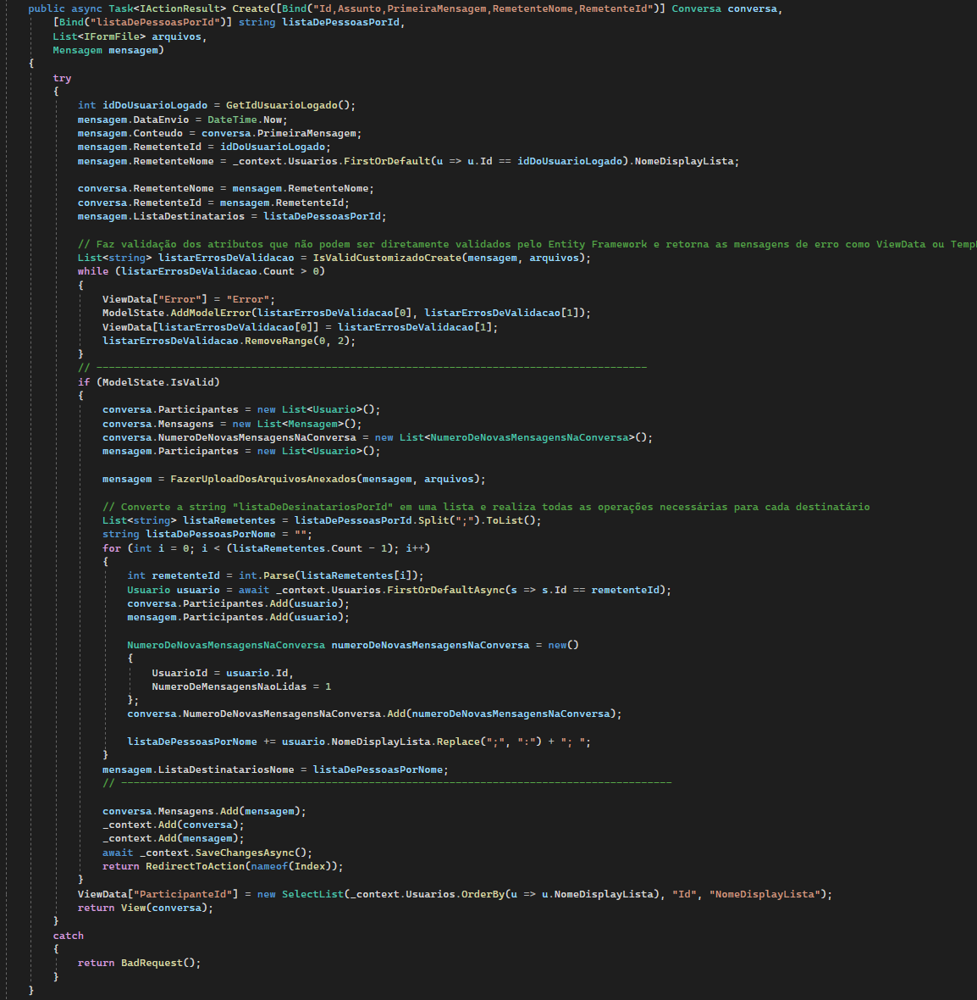 public async Task<IActionResult> Create([Bind("Id,Assunto,PrimeiraMensagem,RemetenteNome,RemetenteId")] Conversa conversa,
[Bind("listaDePessoasPorId")] string listaDePessoasPorId,
List<IFormFile> arquivos,
Mensagem mensagem)
{
try
{
int idDoUsuarioLogado = GetIdUsuarioLogado();
mensagem.DataEnvio = DateTime.Now;
mensagem.Conteudo = conversa.PrimeiraMensagem;
mensagem.RemetenteId = idDoUsuarioLogado;
mensagem.RemetenteNome = _context.Usuarios.FirstOrDefault(u => u.Id == idDoUsuarioLogado).NomeDisplayLista;
conversa.RemetenteNome = mensagem.RemetenteNome;
conversa.RemetenteId = mensagem.RemetenteId;
mensagem.ListaDestinatarios = listaDePessoasPorId;
// Faz validação dos atributos que não podem ser diretamente validados pelo Entity Framework e retorna as mensagens de erro como ViewData ou
List<string> listarErrosDeValidacao = IsValidCustomizadoCreate(mensagem, arquivos);
while (listarErrosDeValidacao.Count > 0)
{
ViewData["Error"] = "Error";
ModelState.AddModelError(listarErrosDeValidacao[0], listarErrosDeValidacao[1]);
ViewData[listarErrosDeValidacao[0]] = listarErrosDeValidacao[1];
listarErrosDeValidacao.RemoveRange(0, 2);
}
// -----------------------------------------------------------------------------------------
if (ModelState.IsValid)
{
conversa.Participantes = new List<Usuario>();
conversa.Mensagens = new List<Mensagem>();
conversa.NumeroDeNovasMensagensNaConversa = new List<NumeroDeNovasMensagensNaConversa>();
mensagem.Participantes = new List<Usuario>();
mensagem = FazerUploadDosArquivosAnexados(mensagem, arquivos);
// Converte a string "listaDeDesinatariosPorId" em uma lista e realiza todas as operações necessárias para cada destinatário
List<string> listaRemetentes = listaDePessoasPorId.Split(";").ToList();
string listaDePessoasPorNome = "";
for (int i = 0; i < (listaRemetentes.Count - 1); i++)
{
int remetenteId = int.Parse(listaRemetentes[i]);
Usuario usuario = await _context.Usuarios.FirstOrDefaultAsync(s => s.Id == remetenteId);
conversa.Participantes.Add(usuario);
mensagem.Participantes.Add(usuario);
NumeroDeNovasMensagensNaConversa numeroDeNovasMensagensNaConversa = new()
{
UsuarioId = usuario.Id,
NumeroDeMensagensNaoLidas = 1
};
conversa.NumeroDeNovasMensagensNaConversa.Add(numeroDeNovasMensagensNaConversa);
listaDePessoasPorNome += usuario.NomeDisplayLista.Replace(";", ":") + "; ";
}
mensagem.ListaDestinatariosNome = listaDePessoasPorNome;
// -----------------------------------------------------------------------------------------
conversa.Mensagens.Add(mensagem);
_context.Add(conversa);
_context.Add(mensagem);
await _context.SaveChangesAsync();
return RedirectToAction(nameof(Index));
}
ViewData["ParticipanteId"] = new SelectList(_context.Usuarios.OrderBy(u => u.NomeDisplayLista), "Id", "NomeDisplayLista");
return View(conversa);
}
catch
{
return BadRequest();
}
}